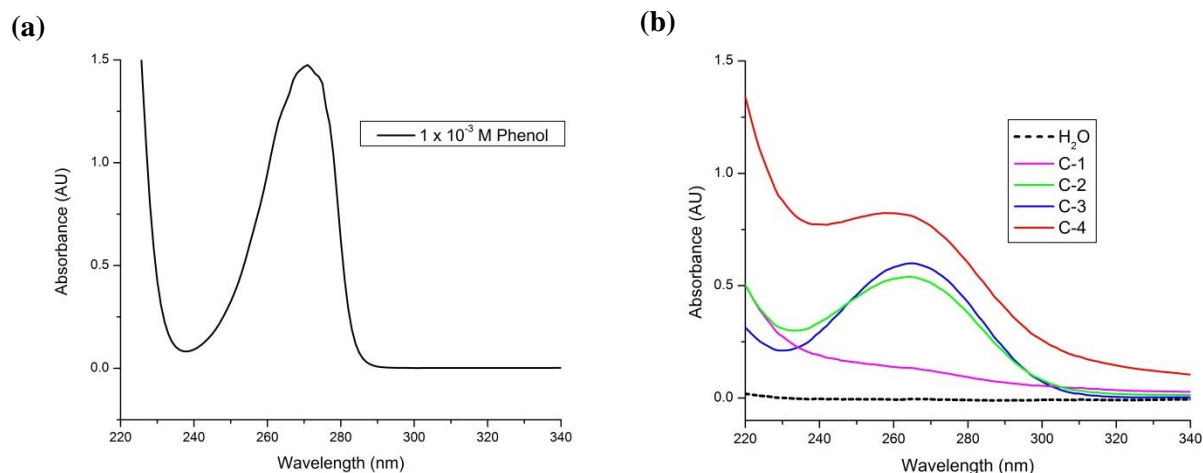 (a)
1.5
1.0
0.5
0.0
220 240 260 280 300 320 340
Wavelength (nm)
Absorbance (AU)
1 x 10⁻³ M Phenol
(b)
1.5
1.0
0.5
0.0
220 240 260 280 300 320 340
Wavelength (nm)
Absorbance (AU)
H₂O
C-1
C-2
C-3
C-4